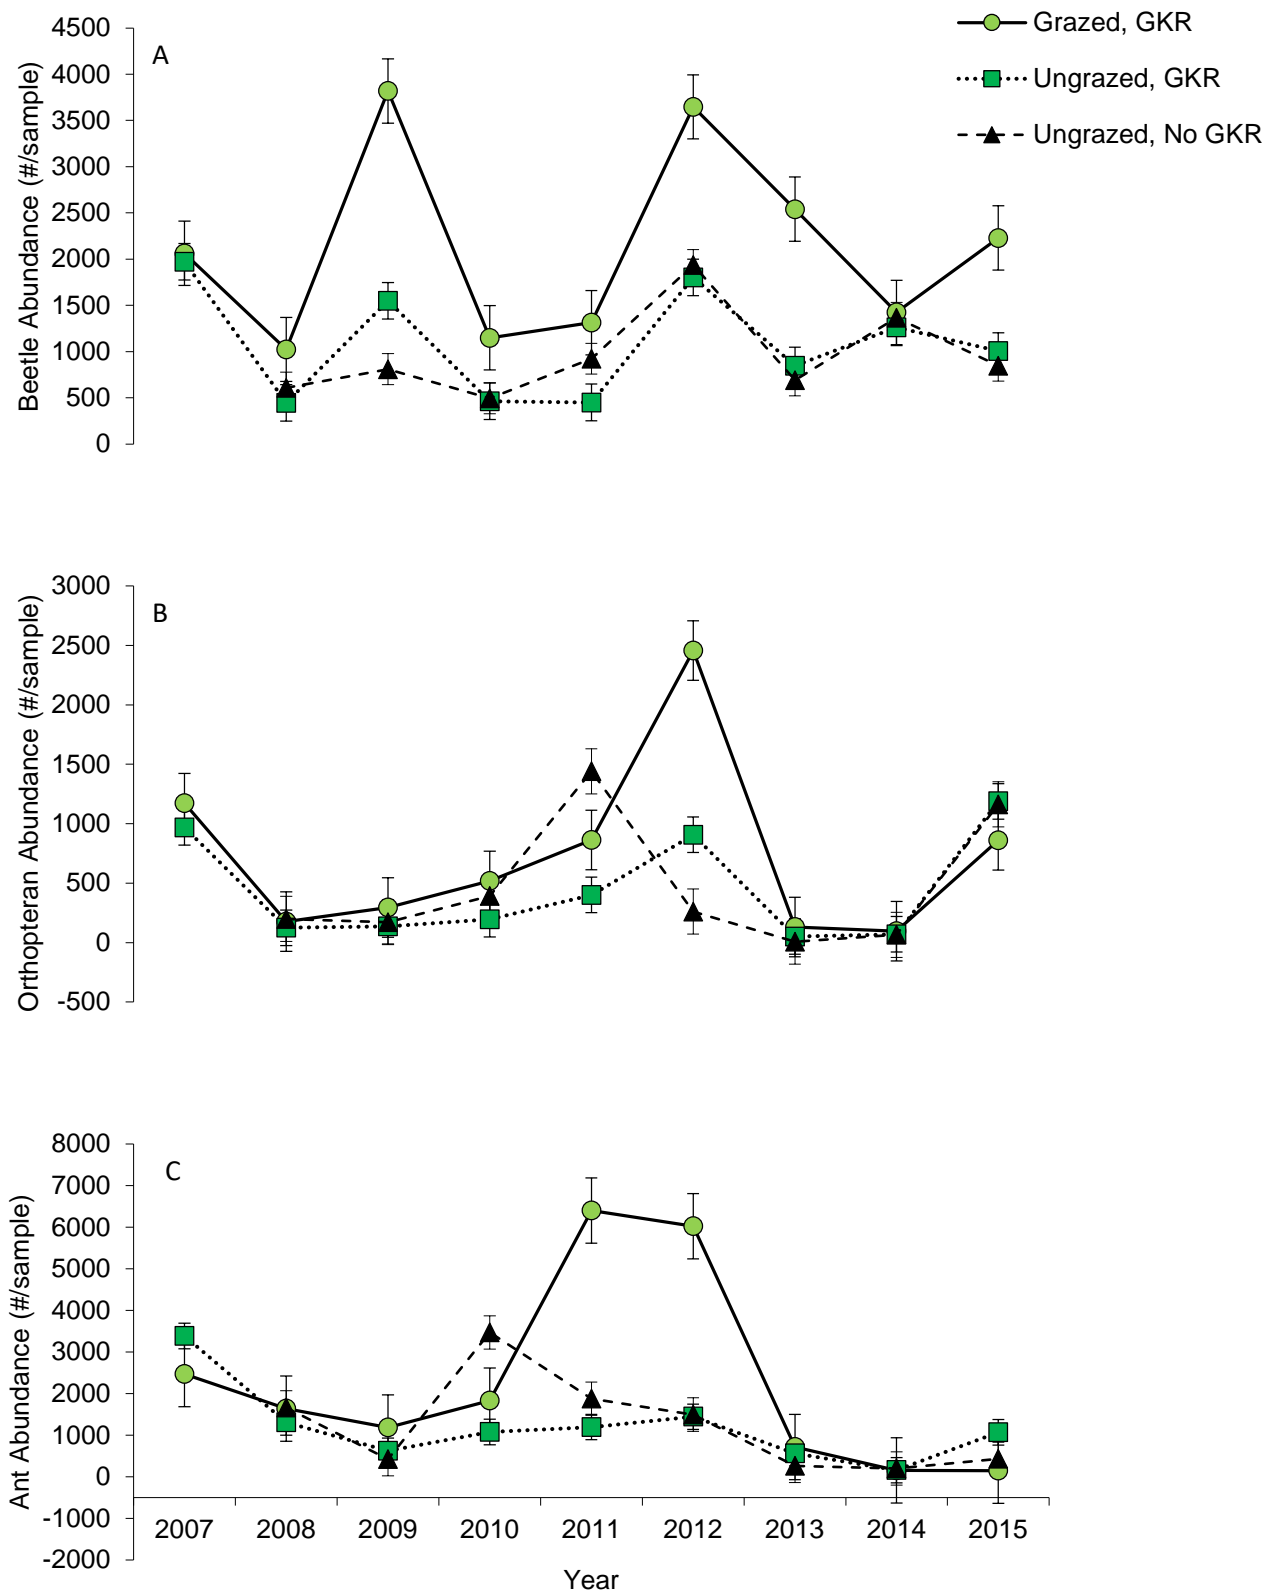 Grazed, GKR
Ungrazed, GKR
Ungrazed, No GKR
A
Beetle Abundance (#/sample)
4500
4000
3500
3000
2500
2000
1500
1000
500
0
B
Orthopteran Abundance (#/sample)
3000
2500
2000
1500
1000
500
0
-500
C
Ant Abundance (#/sample)
8000
7000
6000
5000
4000
3000
2000
1000
0
-1000
-2000
2007 2008 2009 2010 2011 2012 2013 2014 2015
Year